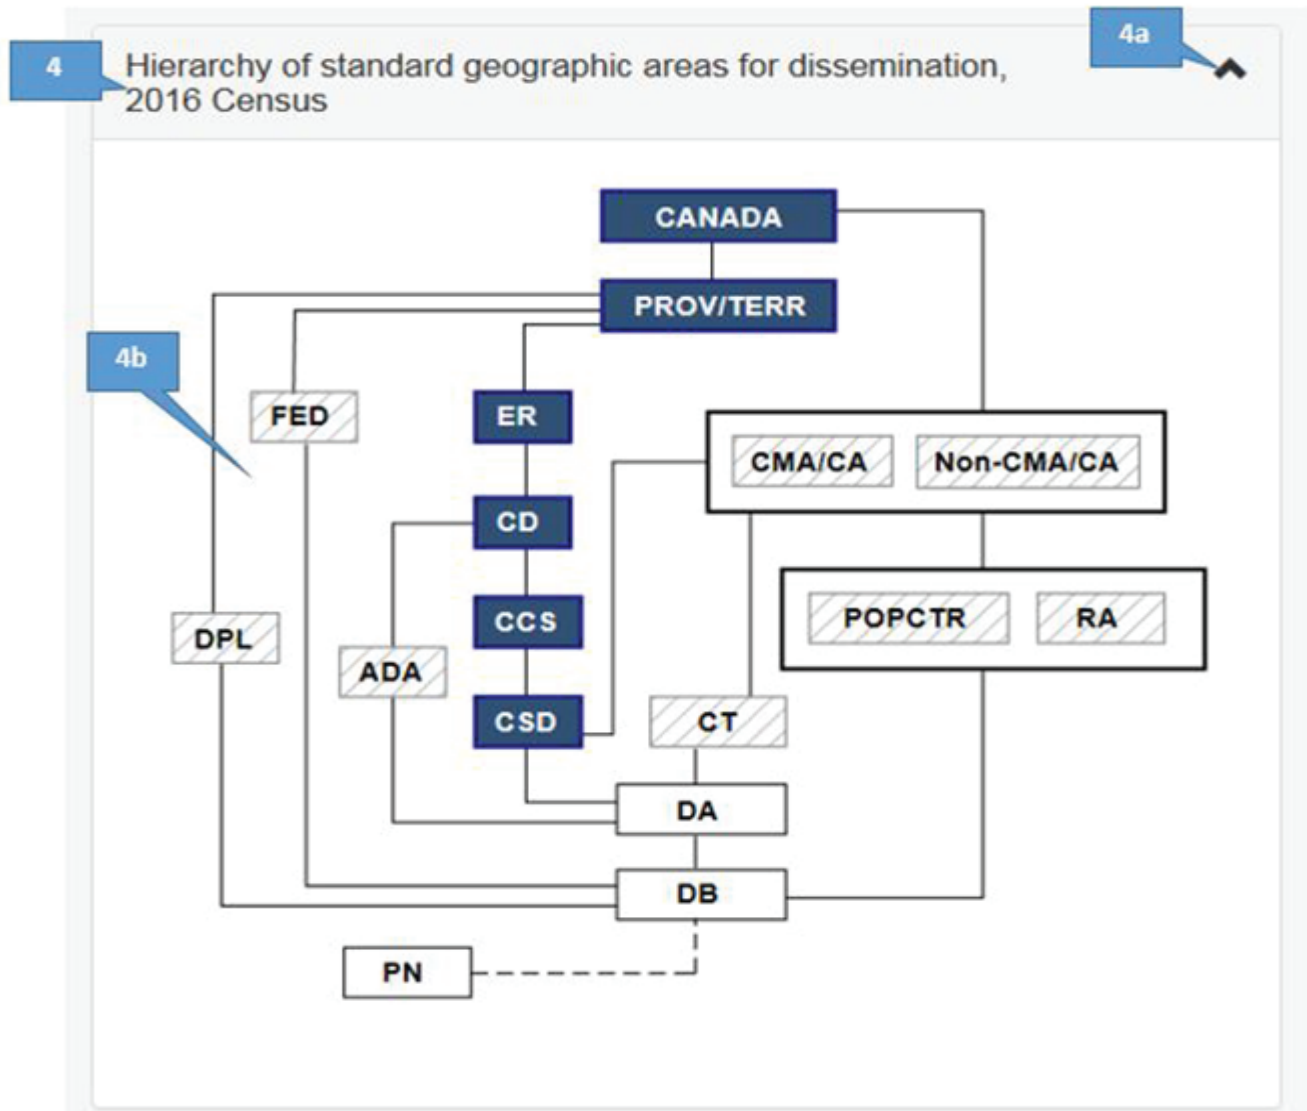 4a
4
Hierarchy of standard geographic areas for dissemination,
2016 Census
CANADA
PROV/TERR
4b
FED
ER
CMA/CA
Non-CMA/CA
CD
CCS
POPCTR
RA
DPL
ADA
CSD
CT
DA
DB
PN